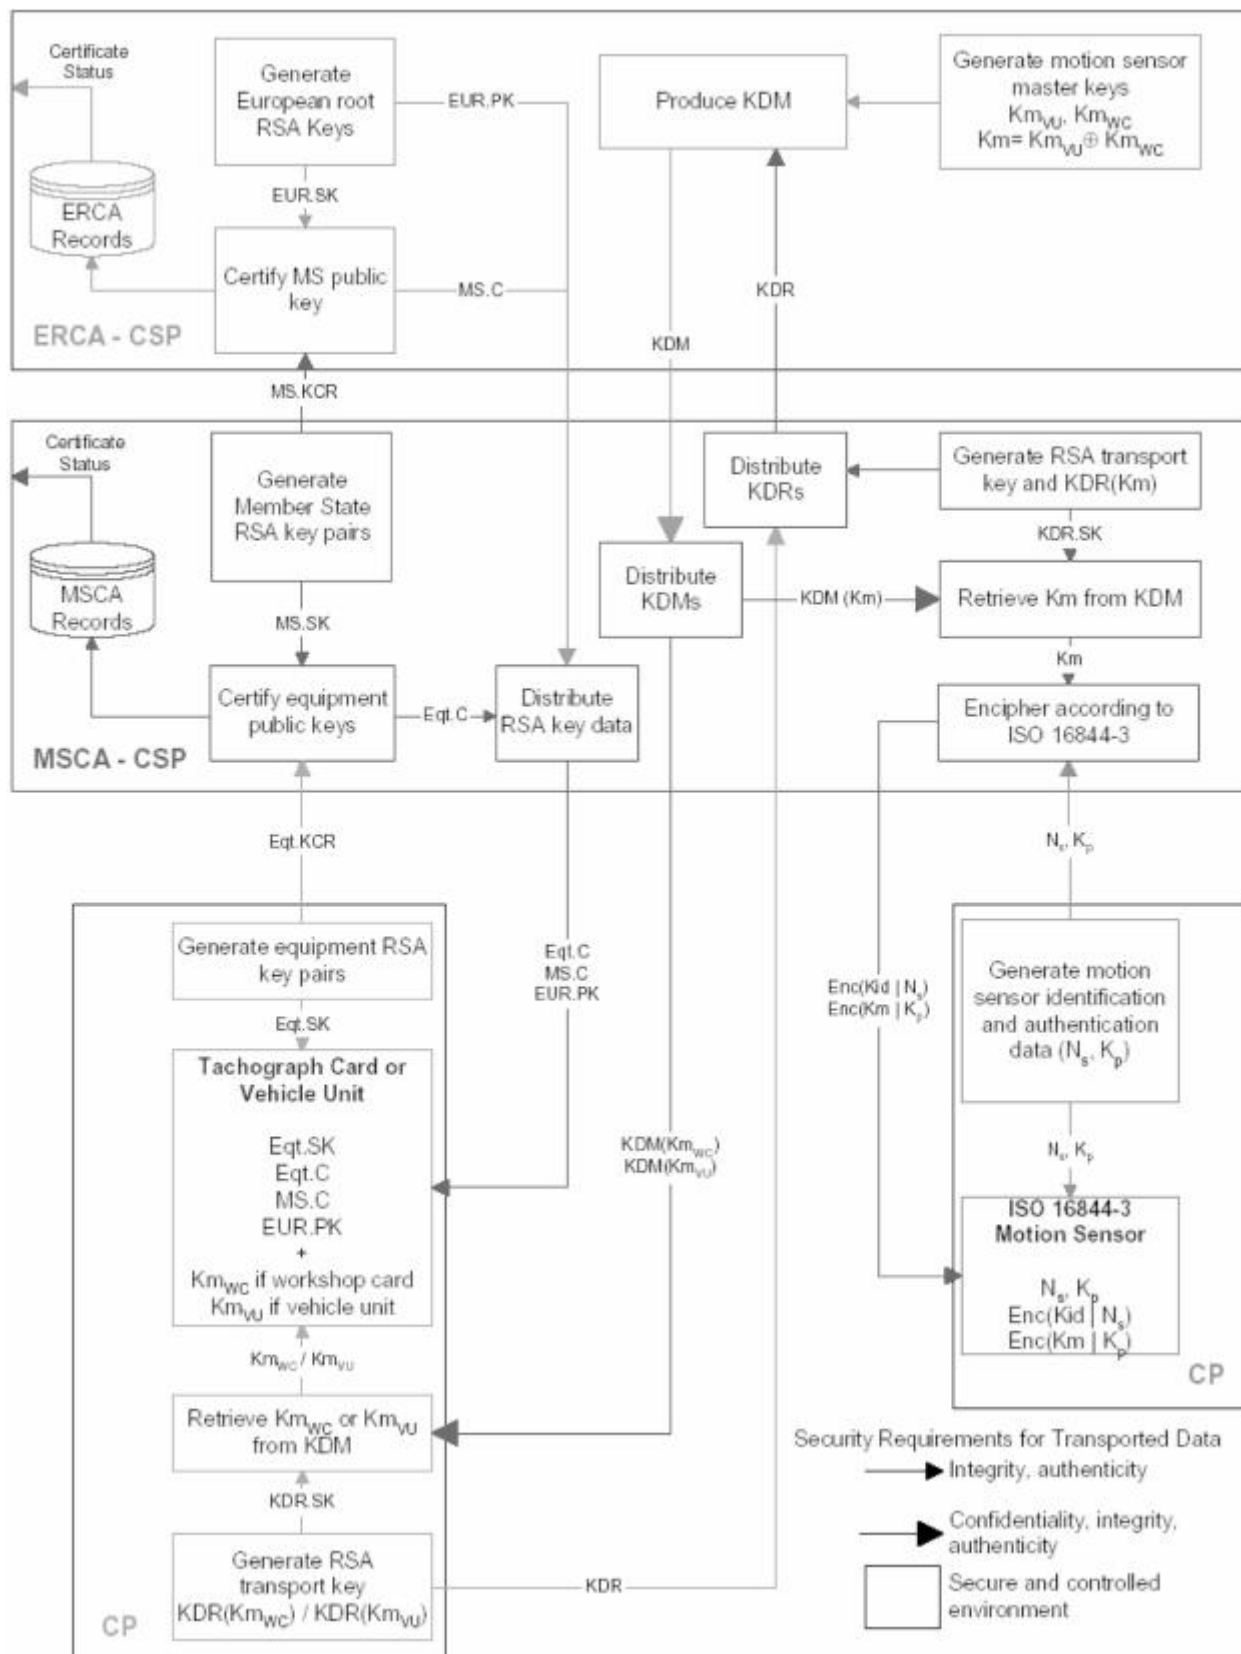 Certificate
Status
Generate
European root
RSA Keys
EUR.PK
Produce KDM
Generate motion sensor
master keys
Km_VU, Km_WC
Km= Km_VU ⊕ Km_WC
EUR.SK
ERCA
Records
Certify MS public
key
MS.C
KDR
KDM
ERCA - CSP
MS.KCR
Certificate
Status
Generate
Member State
RSA key pairs
Distribute
KDRs
Generate RSA transport
key and KDR(Km)
KDR.SK
MSCA
Records
Distribute
KDMs
KDM (Km)
Retrieve Km from KDM
MS.SK
Km
Certify equipment
public keys
Eqt.C
Distribute
RSA key data
Encipher according to
ISO 16844-3
MSCA - CSP
Eqt.KCR
N_s, K_p
Generate equipment RSA
key pairs
Eqt.C
MS.C
EUR.PK
Enc(Kid | N_s)
Enc(Km | K_p)
Generate motion
sensor identification
and authentication
data (N_s, K_p)
Eqt.SK
Tachograph Card or
Vehicle Unit
Eqt.SK
Eqt.C
MS.C
EUR.PK
+
Km_WC if workshop card
Km_VU if vehicle unit
KDM(Km_WC)
KDM(Km_VU)
N_s, K_p
ISO 16844-3
Motion Sensor
N_s, K_p
Enc(Kid | N_s)
Enc(Km | K_p)
CP
Km_WC / Km_VU
Retrieve Km_WC or Km_VU
from KDM
KDR.SK
Generate RSA
transport key
KDR(Km_WC) / KDR(Km_VU)
KDR
CP
Security Requirements for Transported Data
Integrity, authenticity
Confidentiality, integrity,
authenticity
Secure and controlled
environment